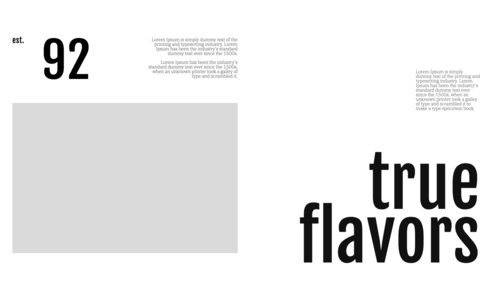 est.
92
Lorem Ipsum is simply dummy text of the
printing and typesetting industry. Lorem
Ipsum has been the industry's standard
dummy text ever since the 1500s.
Lorem Ipsum has been the industry's
standard dummy text ever since the 1500s,
when an unknown printer took a galley of
type and scrambled it.
Lorem Ipsum is simply
dummy text of the printing and
typesetting industry. Lorem
Ipsum has been the industry's
standard dummy text ever
since the 1500s, when an
unknown printer took a galley
of type and scrambled it to
make a type specimen book.
true
flavors